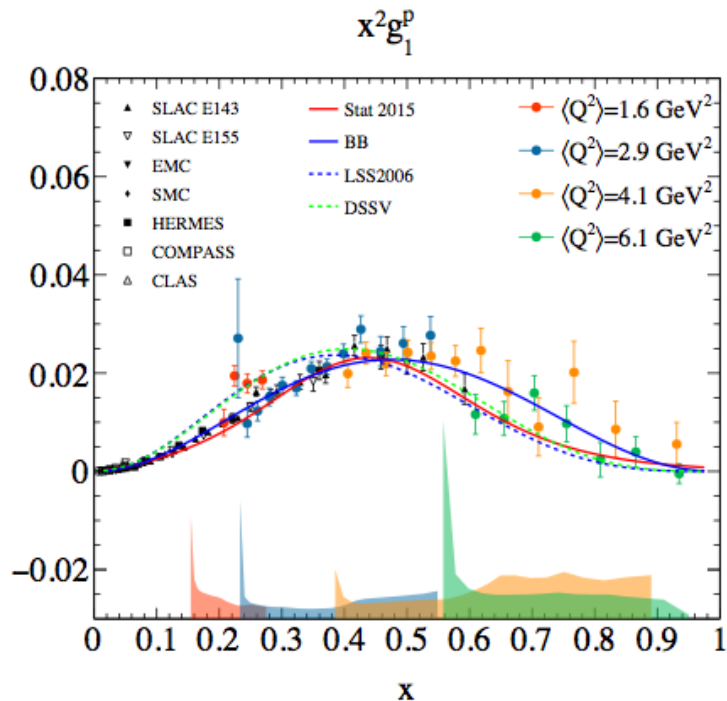 x²g₁ᵖ
0.08
0.06
0.04
0.02
0
−0.02
SLAC E143
SLAC E155
EMC
SMC
HERMES
COMPASS
CLAS
Stat 2015
BB
LSS2006
DSSV
⟨Q²⟩=1.6 GeV²
⟨Q²⟩=2.9 GeV²
⟨Q²⟩=4.1 GeV²
⟨Q²⟩=6.1 GeV²
0 0.1 0.2 0.3 0.4 0.5 0.6 0.7 0.8 0.9 1
x